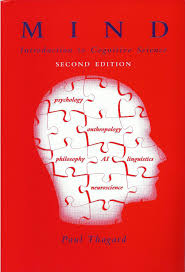 MIND
Introduction to Cognitive Science
SECOND EDITION
psychology
anthropology
philosophy AI linguistics
neuroscience
Paul Thagard